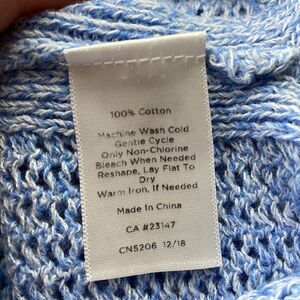 100% Cotton
Machine Wash Cold
Gentle Cycle
Only Non-Chlorine
Bleach When Needed
Reshape, Lay Flat To
Dry
Warm Iron, If Needed
Made In China
CA #23147
CN5206 12/18